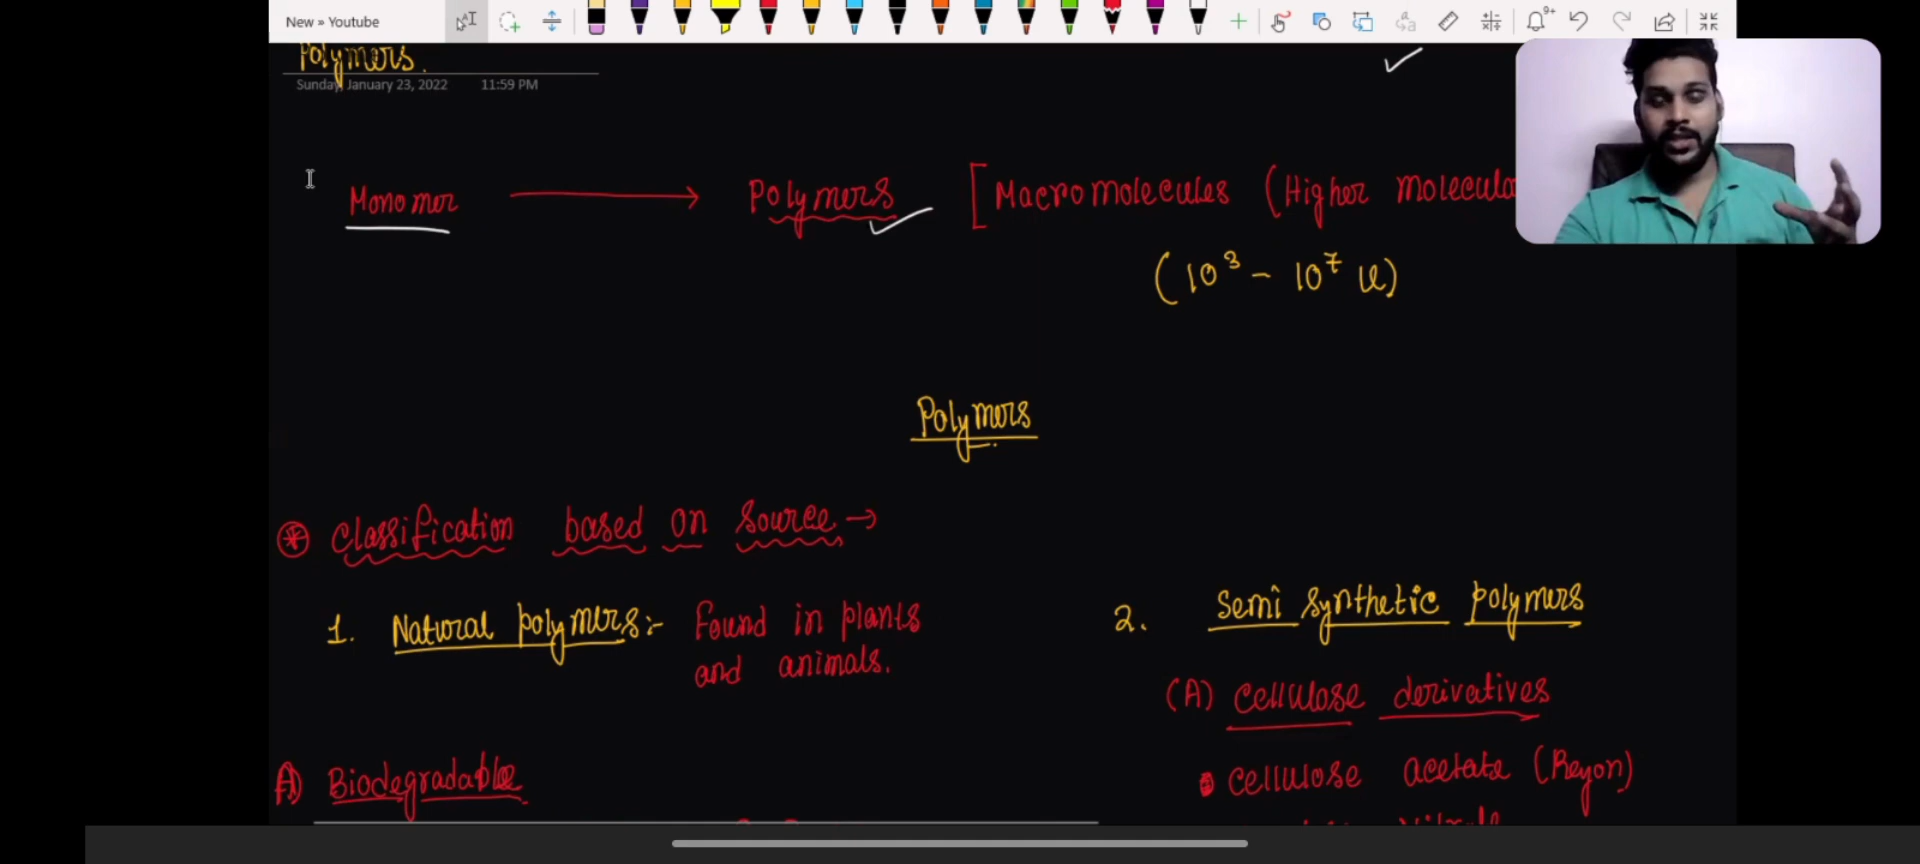 New » Youtube
9+
Polymers.
Sunday, January 23, 2022 11:59 PM
Monomer → Polymers [Macromolecules (Higher molecula
(10³ - 10⁷ u)
Polymers
* Classification based on source →
1. Natural polymers:- Found in plants
and animals.
2. Semi synthetic polymers
(A) Cellulose derivatives
A) Biodegradable
• Cellulose acetate (Reyon)